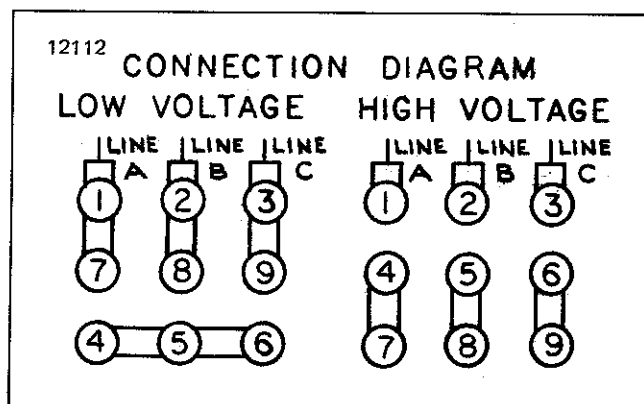 12112
CONNECTION DIAGRAM
LOW VOLTAGE HIGH VOLTAGE
LINE LINE LINE LINE LINE LINE
A B C A B C
1 2 3 1 2 3
7 8 9 4 5 6
4 5 6 7 8 9